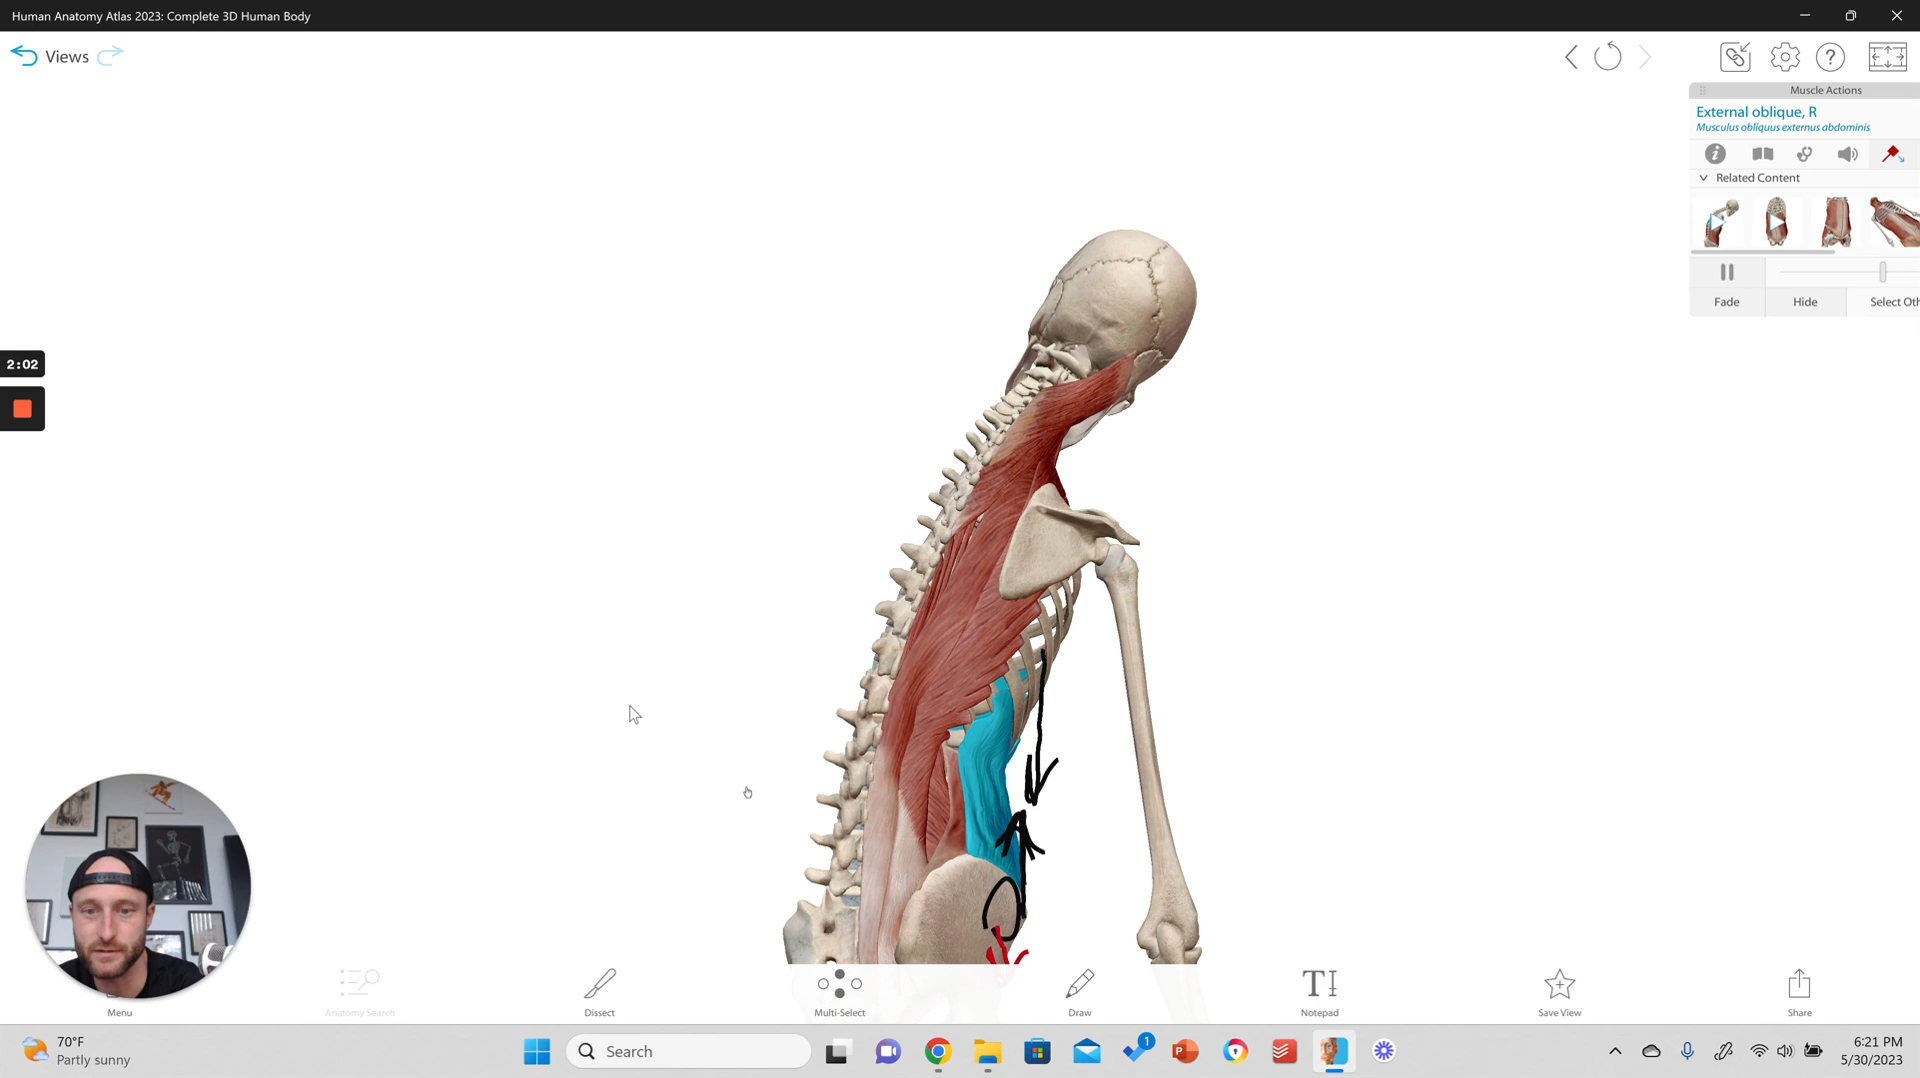 Human Anatomy Atlas 2023: Complete 3D Human Body
Views
Muscle Actions
External oblique, R
Musculus obliquus externus abdominis
Related Content
Fade
Hide
Select Oth
2:02
Menu
Anatomy Search
Dissect
Multi-Select
Draw
Notepad
Save View
Share
70°F
Partly sunny
Search
1
6:21 PM
5/30/2023